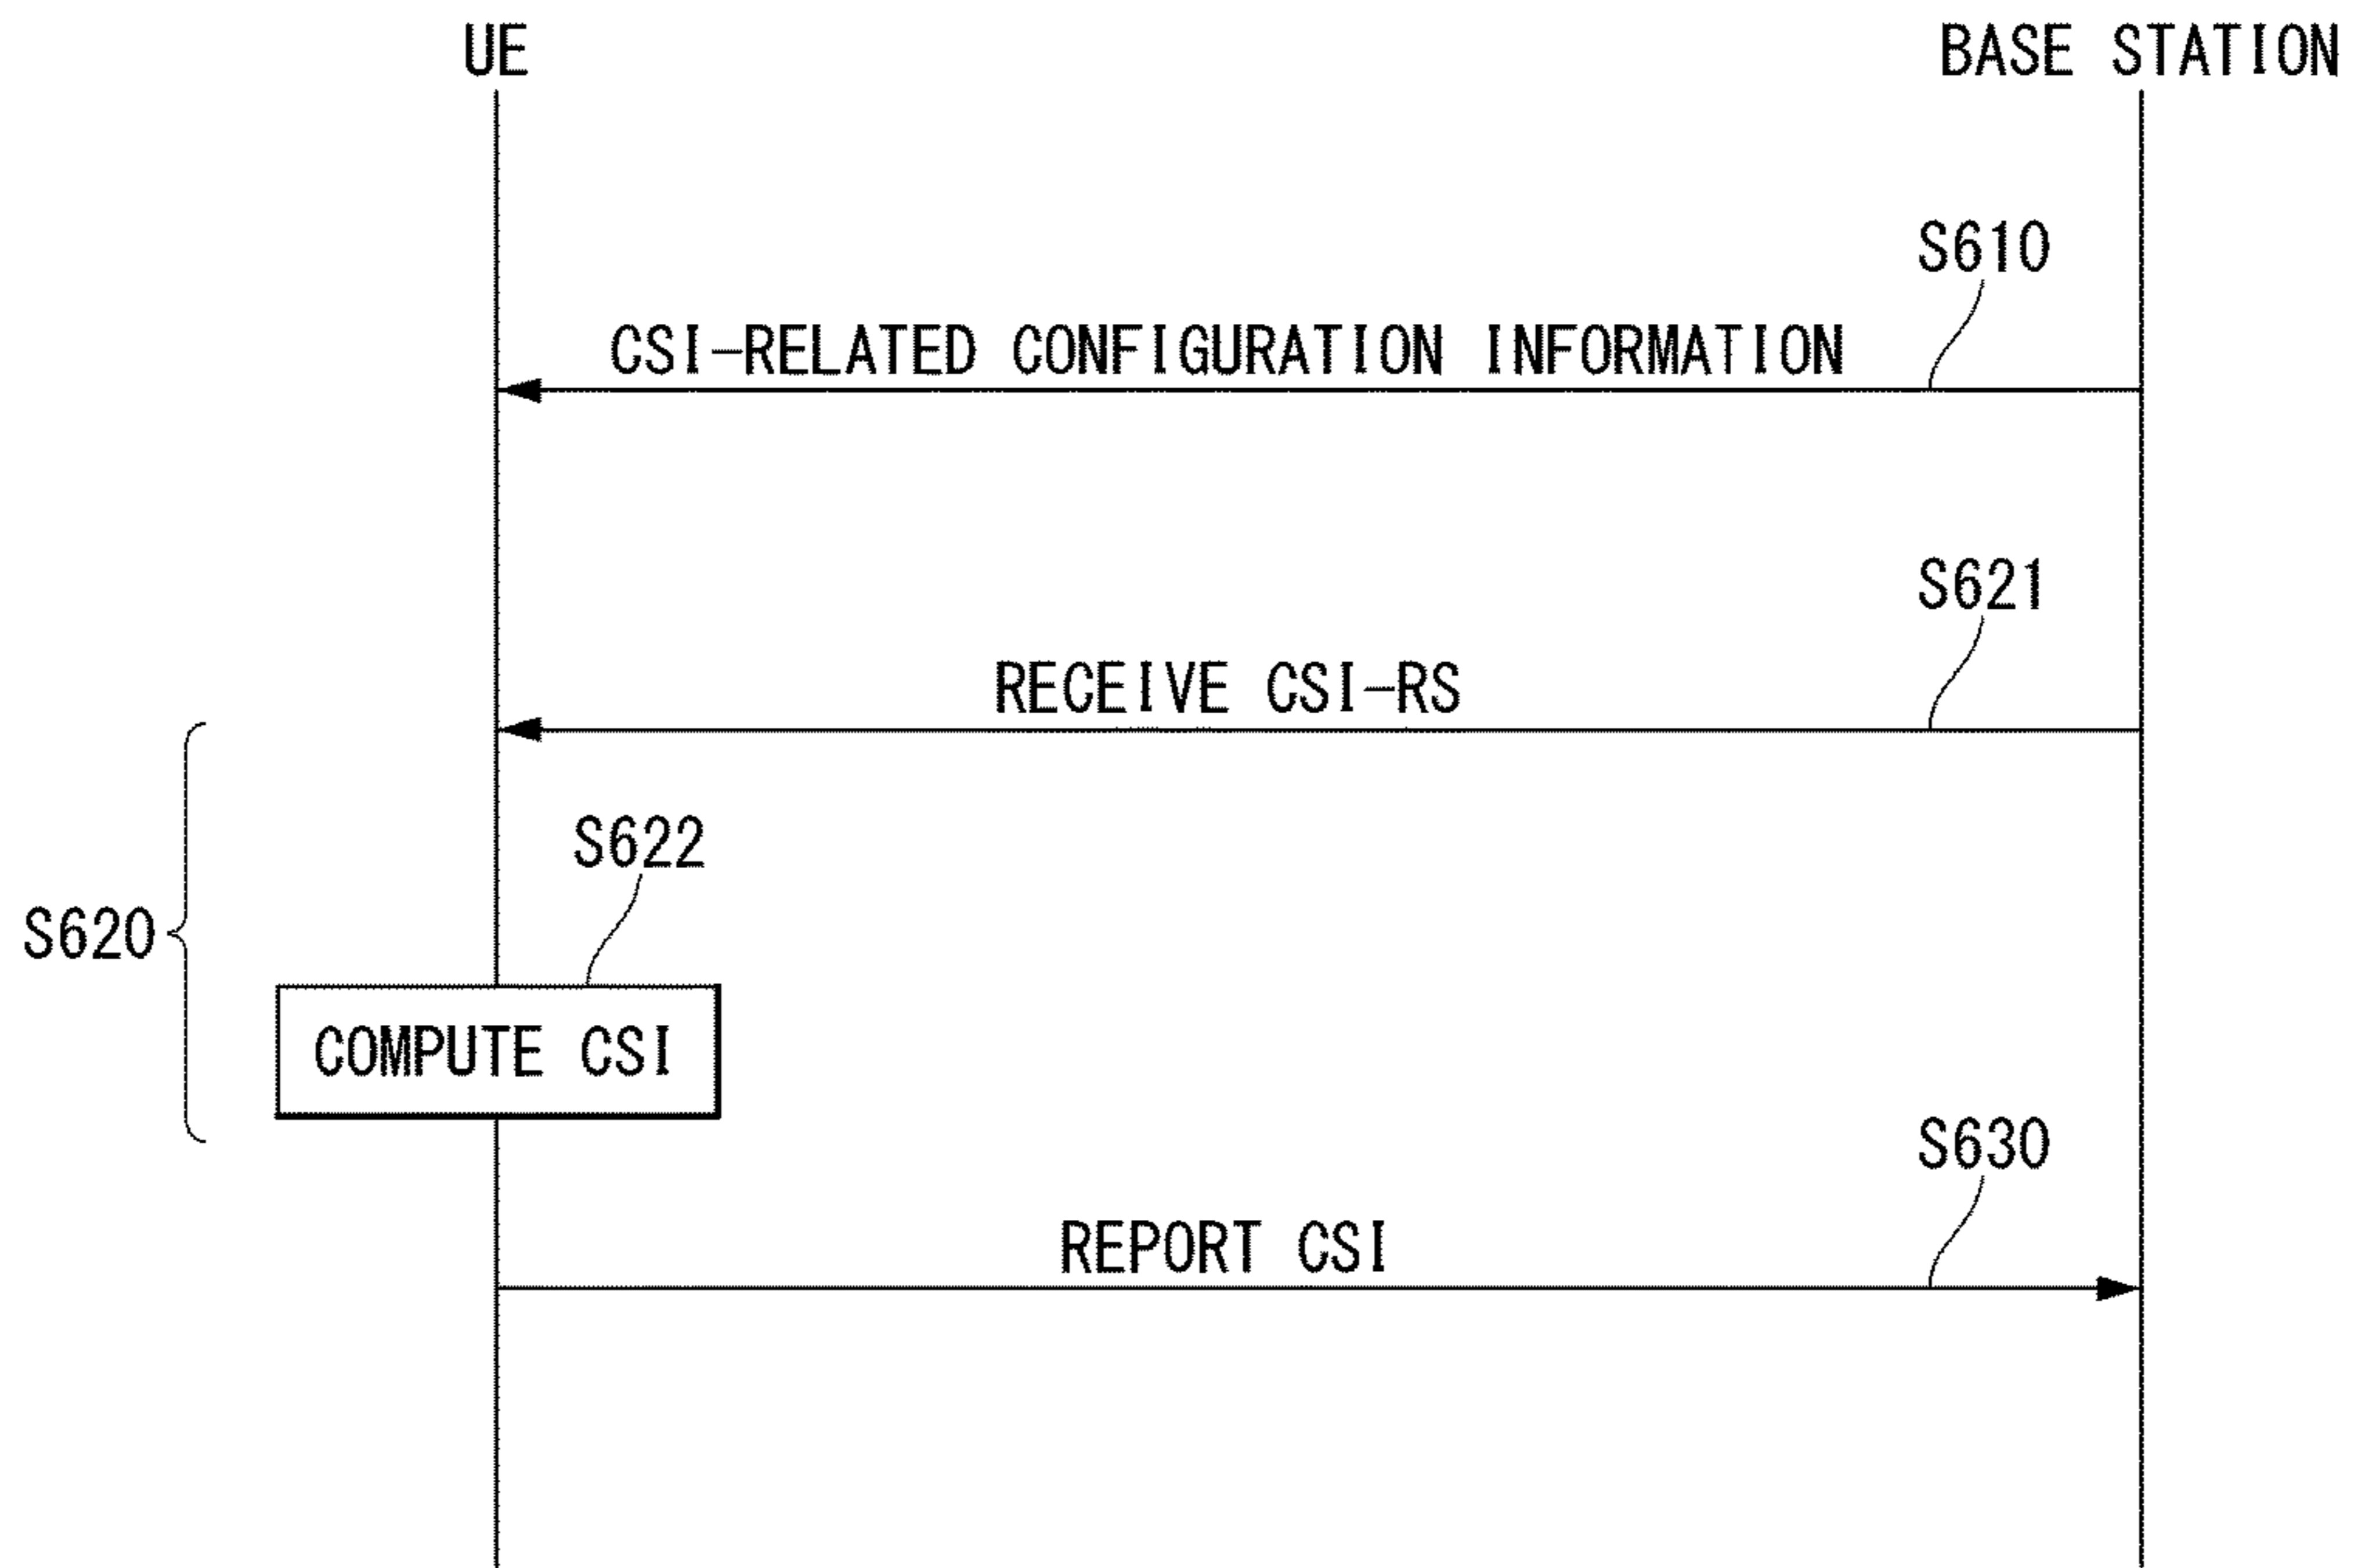 UE
BASE STATION
S610
CSI-RELATED CONFIGURATION INFORMATION
S621
RECEIVE CSI-RS
S622
S620
COMPUTE CSI
S630
REPORT CSI